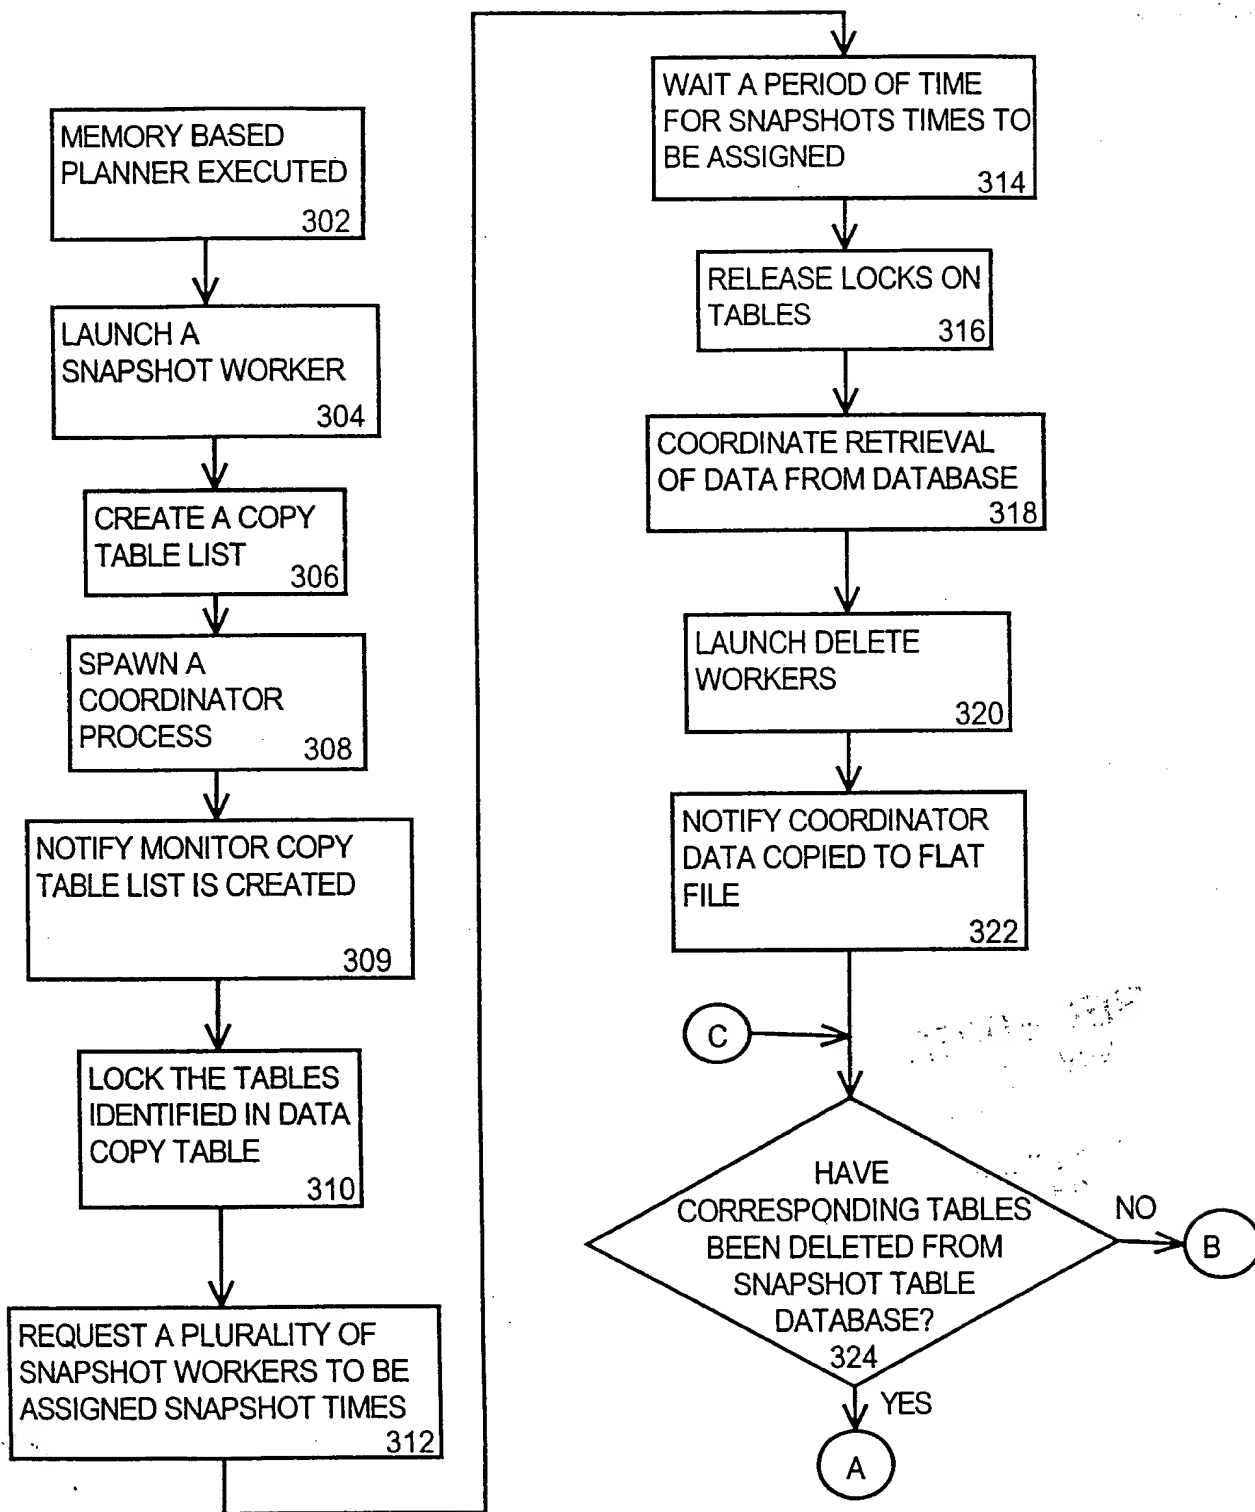 MEMORY BASED
PLANNER EXECUTED
302
LAUNCH A
SNAPSHOT WORKER
304
CREATE A COPY
TABLE LIST
306
SPAWN A
COORDINATOR
PROCESS
308
NOTIFY MONITOR COPY
TABLE LIST IS CREATED
309
LOCK THE TABLES
IDENTIFIED IN DATA
COPY TABLE
310
REQUEST A PLURALITY OF
SNAPSHOT WORKERS TO BE
ASSIGNED SNAPSHOT TIMES
312
WAIT A PERIOD OF TIME
FOR SNAPSHOTS TIMES TO
BE ASSIGNED
314
RELEASE LOCKS ON
TABLES
316
COORDINATE RETRIEVAL
OF DATA FROM DATABASE
318
LAUNCH DELETE
WORKERS
320
NOTIFY COORDINATOR
DATA COPIED TO FLAT
FILE
322
C
HAVE
CORRESPONDING TABLES
BEEN DELETED FROM
SNAPSHOT TABLE
DATABASE?
324
NO
B
YES
A